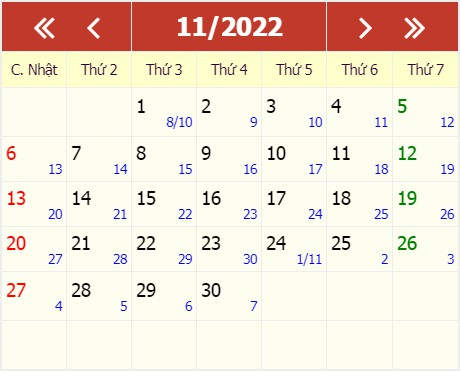 11/2022
C. Nhật Thứ 2 Thứ 3 Thứ 4 Thứ 5 Thứ 6 Thứ 7
1 2 3 4 5
8/10 9 10 11 12
6 7 8 9 10 11 12
13 14 15 16 17 18 19
13 14 15 16 17 18 19
20 21 22 23 24 25 26
20 21 22 23 24 25 26
27 28 29 30 1/11 2 3
27 28 29 30
4 5 6 7